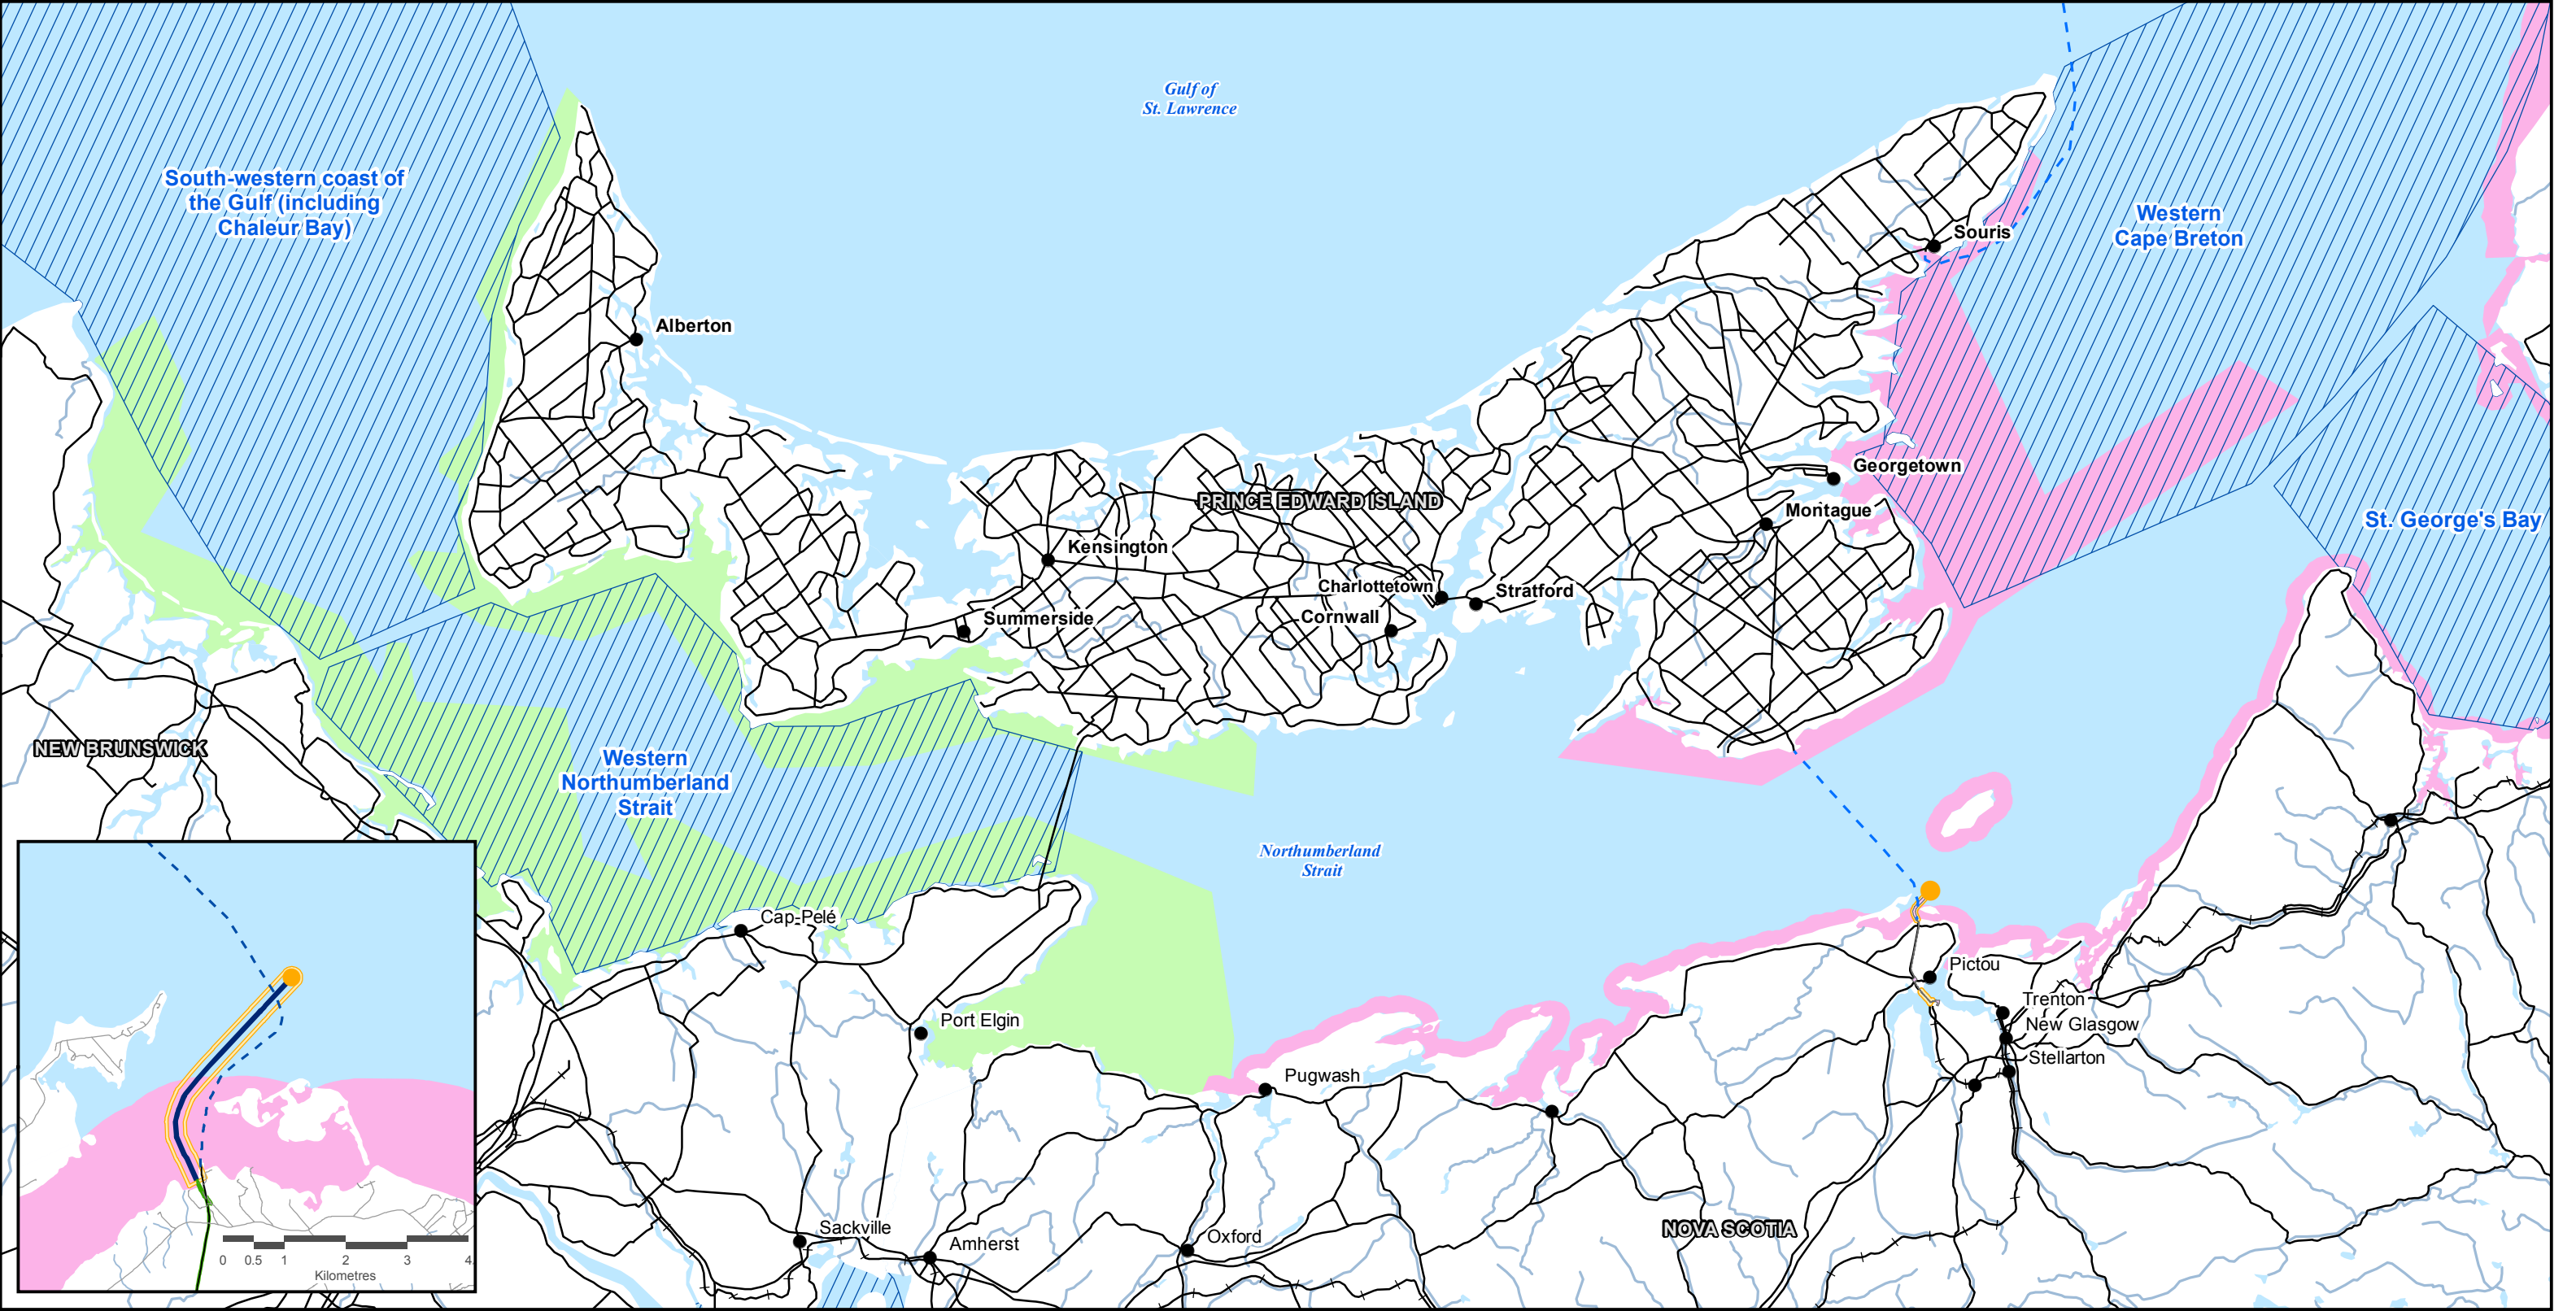 Gulf of
St. Lawrence
South-western coast of
the Gulf (including
Chaleur Bay)
Western
Cape Breton
Souris
Alberton
Georgetown
PRINCE EDWARD ISLAND
Montague
St. George's Bay
Kensington
Charlottetown
Stratford
Summerside
Cornwall
NEW BRUNSWICK
Western
Northumberland
Strait
Northumberland
Strait
Cap-Pelé
Pictou
Trenton
Port Elgin
New Glasgow
Stellarton
Pugwash
Sackville
Amherst
Oxford
NOVA SCOTIA
0 0.5 1 2 3 4
Kilometres